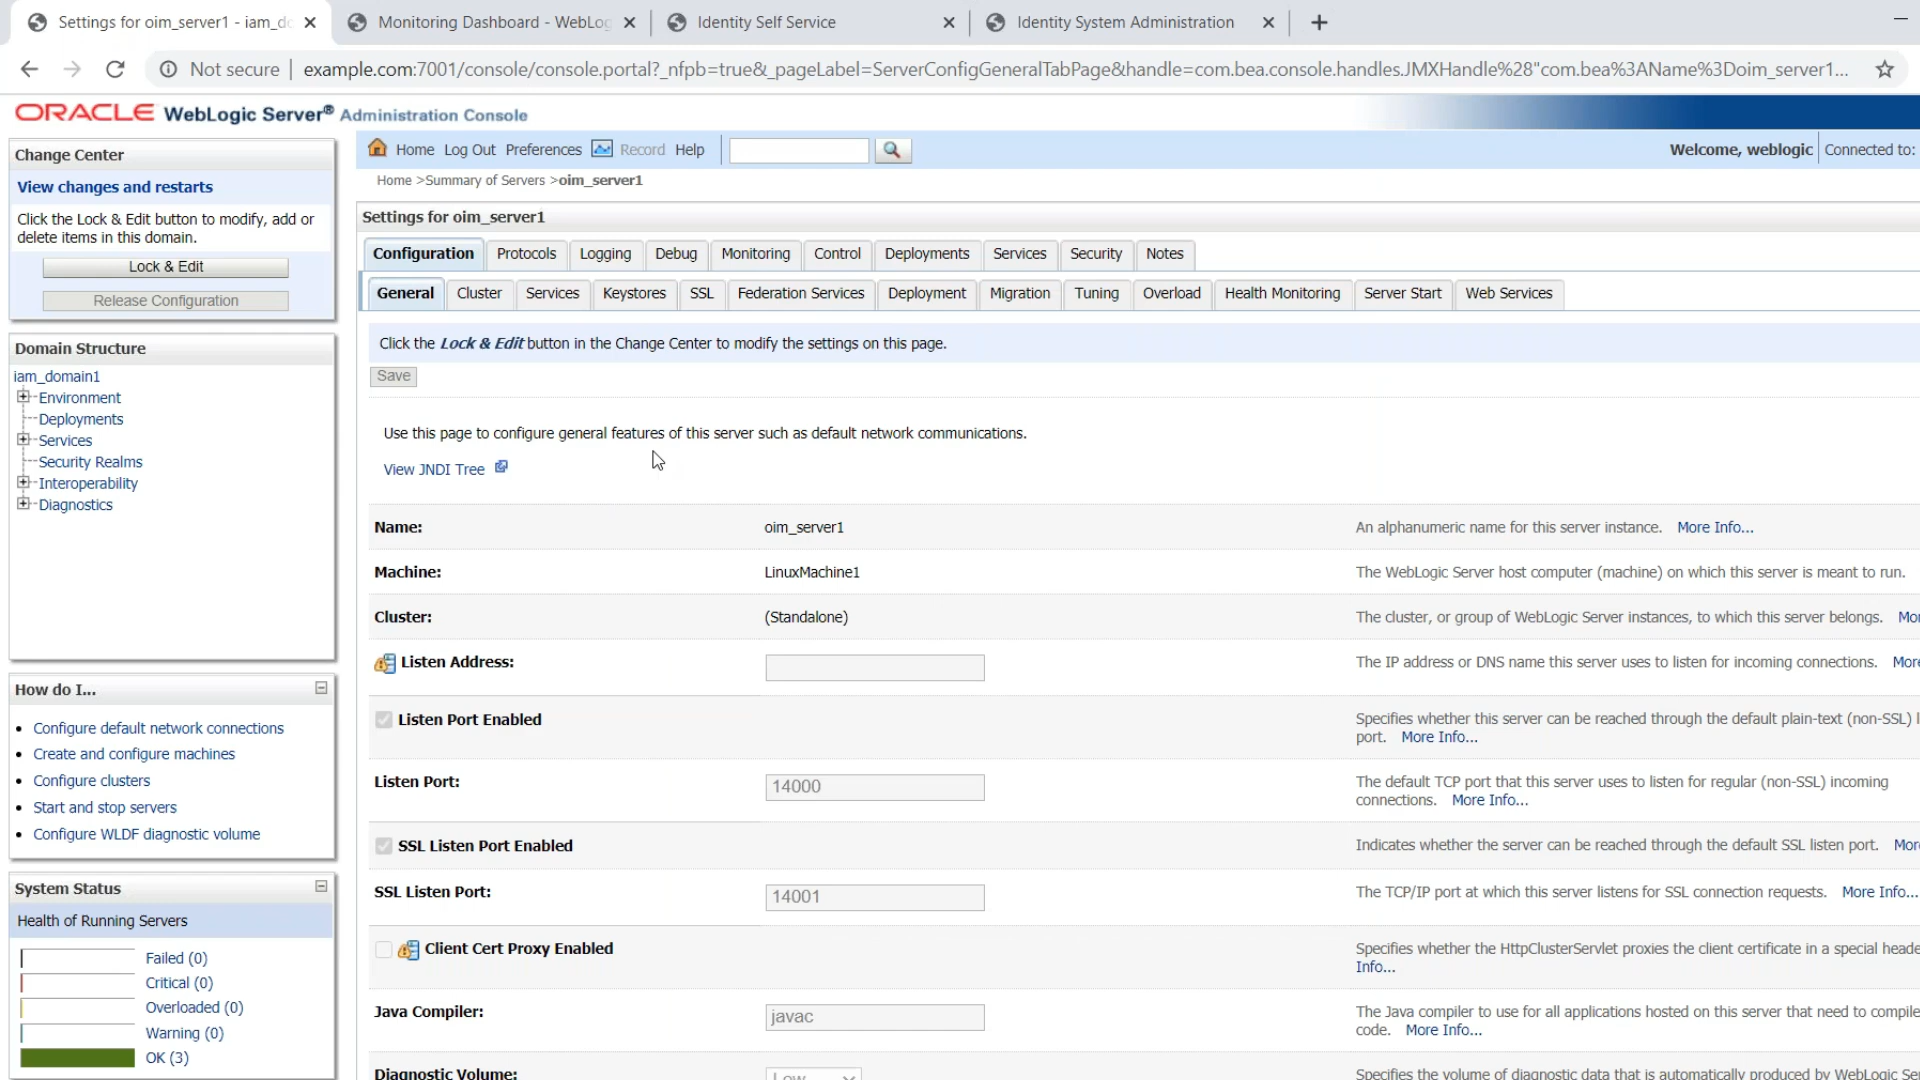 Settings for oim_server1 - iam_do
Monitoring Dashboard - WebLog
Identity Self Service
Identity System Administration
Not secure
example.com:7001/console/console.portal?_nfpb=true&_pageLabel=ServerConfigGeneralTabPage&handle=com.bea.console.handles.JMXHandle%28"com.bea%3AName%3Doim_server1...
ORACLE WebLogic Server® Administration Console
Change Center
View changes and restarts
Click the Lock & Edit button to modify, add or
delete items in this domain.
Lock & Edit
Release Configuration
Domain Structure
iam_domain1
Environment
Deployments
Services
Security Realms
Interoperability
Diagnostics
How do I...
Configure default network connections
Create and configure machines
Configure clusters
Start and stop servers
Configure WLDF diagnostic volume
System Status
Health of Running Servers
Failed (0)
Critical (0)
Overloaded (0)
Warning (0)
OK (3)
Home Log Out Preferences Record Help
Welcome, weblogic Connected to:
Home >Summary of Servers >oim_server1
Settings for oim_server1
Configuration Protocols Logging Debug Monitoring Control Deployments Services Security Notes
General Cluster Services Keystores SSL Federation Services Deployment Migration Tuning Overload Health Monitoring Server Start Web Services
Click the Lock & Edit button in the Change Center to modify the settings on this page.
Save
Use this page to configure general features of this server such as default network communications.
View JNDI Tree
Name: oim_server1 An alphanumeric name for this server instance. More Info...
Machine: LinuxMachine1 The WebLogic Server host computer (machine) on which this server is meant to run.
Cluster: (Standalone) The cluster, or group of WebLogic Server instances, to which this server belongs. Mor
Listen Address: The IP address or DNS name this server uses to listen for incoming connections. More
Listen Port Enabled Specifies whether this server can be reached through the default plain-text (non-SSL) l
port. More Info...
Listen Port: 14000 The default TCP port that this server uses to listen for regular (non-SSL) incoming
connections. More Info...
SSL Listen Port Enabled Indicates whether the server can be reached through the default SSL listen port. Mor
SSL Listen Port: 14001 The TCP/IP port at which this server listens for SSL connection requests. More Info...
Client Cert Proxy Enabled Specifies whether the HttpClusterServlet proxies the client certificate in a special heade
Info...
Java Compiler: javac The Java compiler to use for all applications hosted on this server that need to compile
code. More Info...
Diagnostic Volume: Low Specifies the volume of diagnostic data that is automatically produced by WebLogic Se